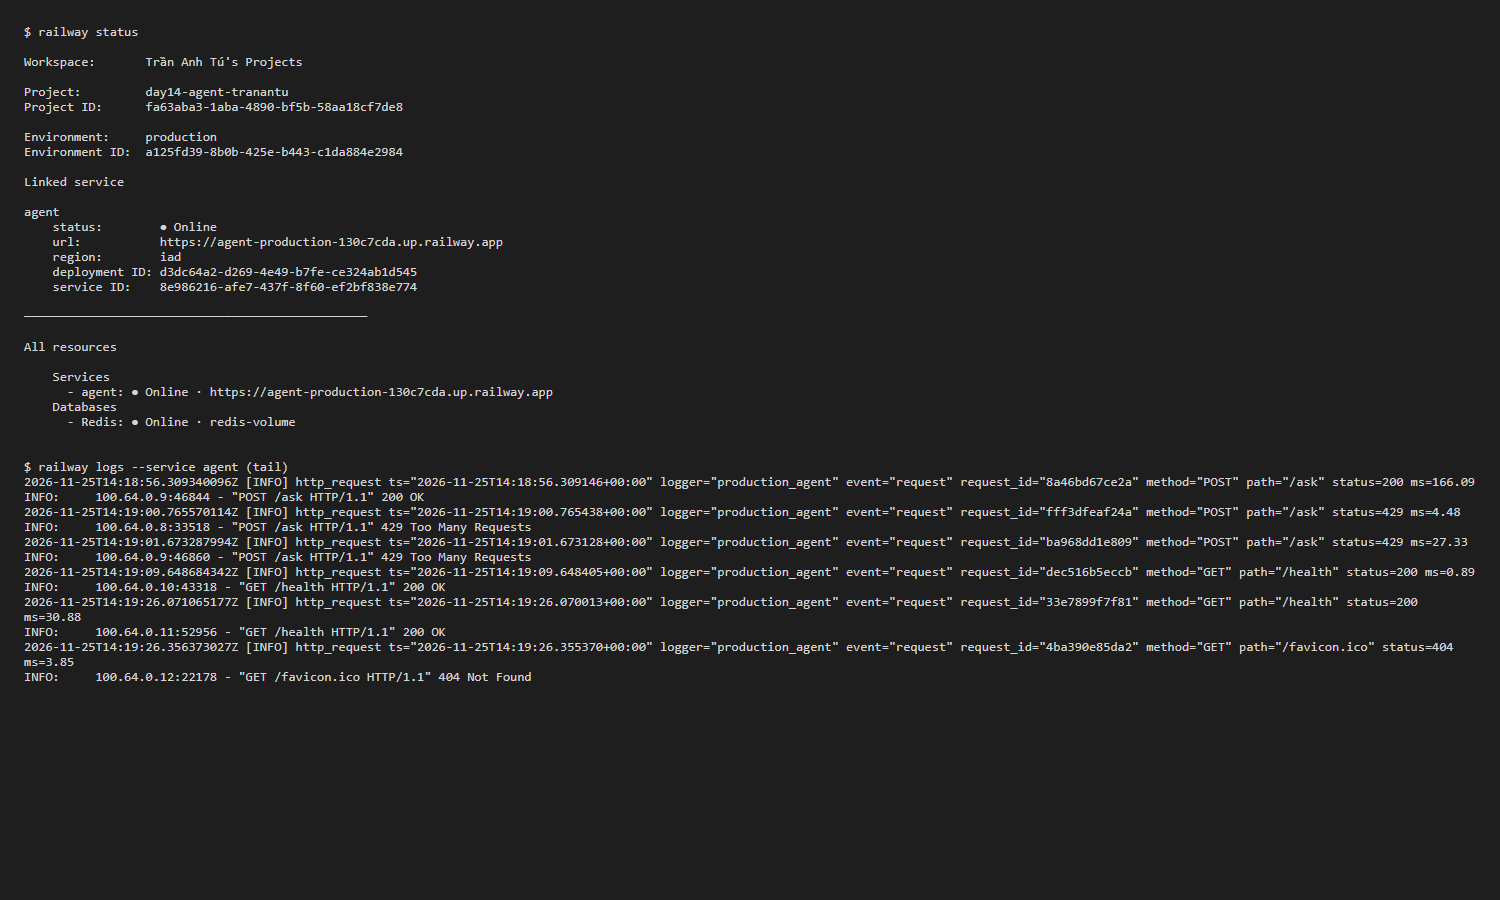 $ railway status
Workspace:       Trần Anh Tú's Projects
Project:         day14-agent-tranantu
Project ID:      fa63aba3-1aba-4890-bf5b-58aa18cf7de8
Environment:     production
Environment ID:  a125fd39-8b0b-425e-b443-c1da884e2984
Linked service
agent
    status:        ● Online
    url:           https://agent-production-130c7cda.up.railway.app
    region:        iad
    deployment ID: d3dc64a2-d269-4e49-b7fe-ce324ab1d545
    service ID:    8e986216-afe7-437f-8f60-ef2bf838e774
All resources
    Services
      - agent: ● Online · https://agent-production-130c7cda.up.railway.app
    Databases
      - Redis: ● Online · redis-volume
$ railway logs --service agent (tail)
2026-11-25T14:18:56.309340096Z [INFO] http_request ts="2026-11-25T14:18:56.309146+00:00" logger="production_agent" event="request" request_id="8a46bd67ce2a" method="POST" path="/ask" status=200 ms=166.09
INFO:     100.64.0.9:46844 - "POST /ask HTTP/1.1" 200 OK
2026-11-25T14:19:00.765570114Z [INFO] http_request ts="2026-11-25T14:19:00.765438+00:00" logger="production_agent" event="request" request_id="fff3dfeaf24a" method="POST" path="/ask" status=429 ms=4.48
INFO:     100.64.0.8:33518 - "POST /ask HTTP/1.1" 429 Too Many Requests
2026-11-25T14:19:01.673287994Z [INFO] http_request ts="2026-11-25T14:19:01.673128+00:00" logger="production_agent" event="request" request_id="ba968dd1e809" method="POST" path="/ask" status=429 ms=27.33
INFO:     100.64.0.9:46860 - "POST /ask HTTP/1.1" 429 Too Many Requests
2026-11-25T14:19:09.648684342Z [INFO] http_request ts="2026-11-25T14:19:09.648405+00:00" logger="production_agent" event="request" request_id="dec516b5eccb" method="GET" path="/health" status=200 ms=0.89
INFO:     100.64.0.10:43318 - "GET /health HTTP/1.1" 200 OK
2026-11-25T14:19:26.071065177Z [INFO] http_request ts="2026-11-25T14:19:26.070013+00:00" logger="production_agent" event="request" request_id="33e7899f7f81" method="GET" path="/health" status=200
ms=30.88
INFO:     100.64.0.11:52956 - "GET /health HTTP/1.1" 200 OK
2026-11-25T14:19:26.356373027Z [INFO] http_request ts="2026-11-25T14:19:26.355370+00:00" logger="production_agent" event="request" request_id="4ba390e85da2" method="GET" path="/favicon.ico" status=404
ms=3.85
INFO:     100.64.0.12:22178 - "GET /favicon.ico HTTP/1.1" 404 Not Found